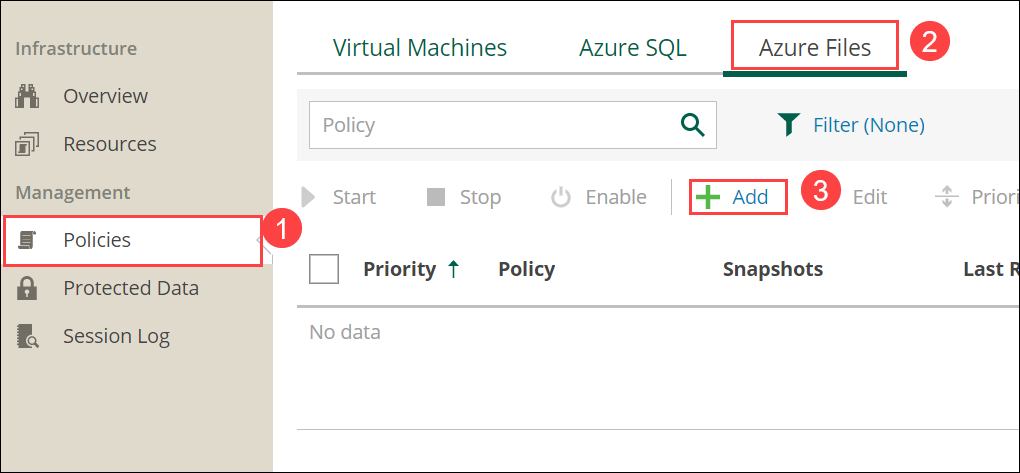 Infrastructure
Overview
Resources
Management
Policies 1
Protected Data
Session Log
Virtual Machines Azure SQL Azure Files 2
Policy Filter (None)
Start Stop Enable Add 3 Edit Priori
Priority ↑ Policy Snapshots Last R
No data